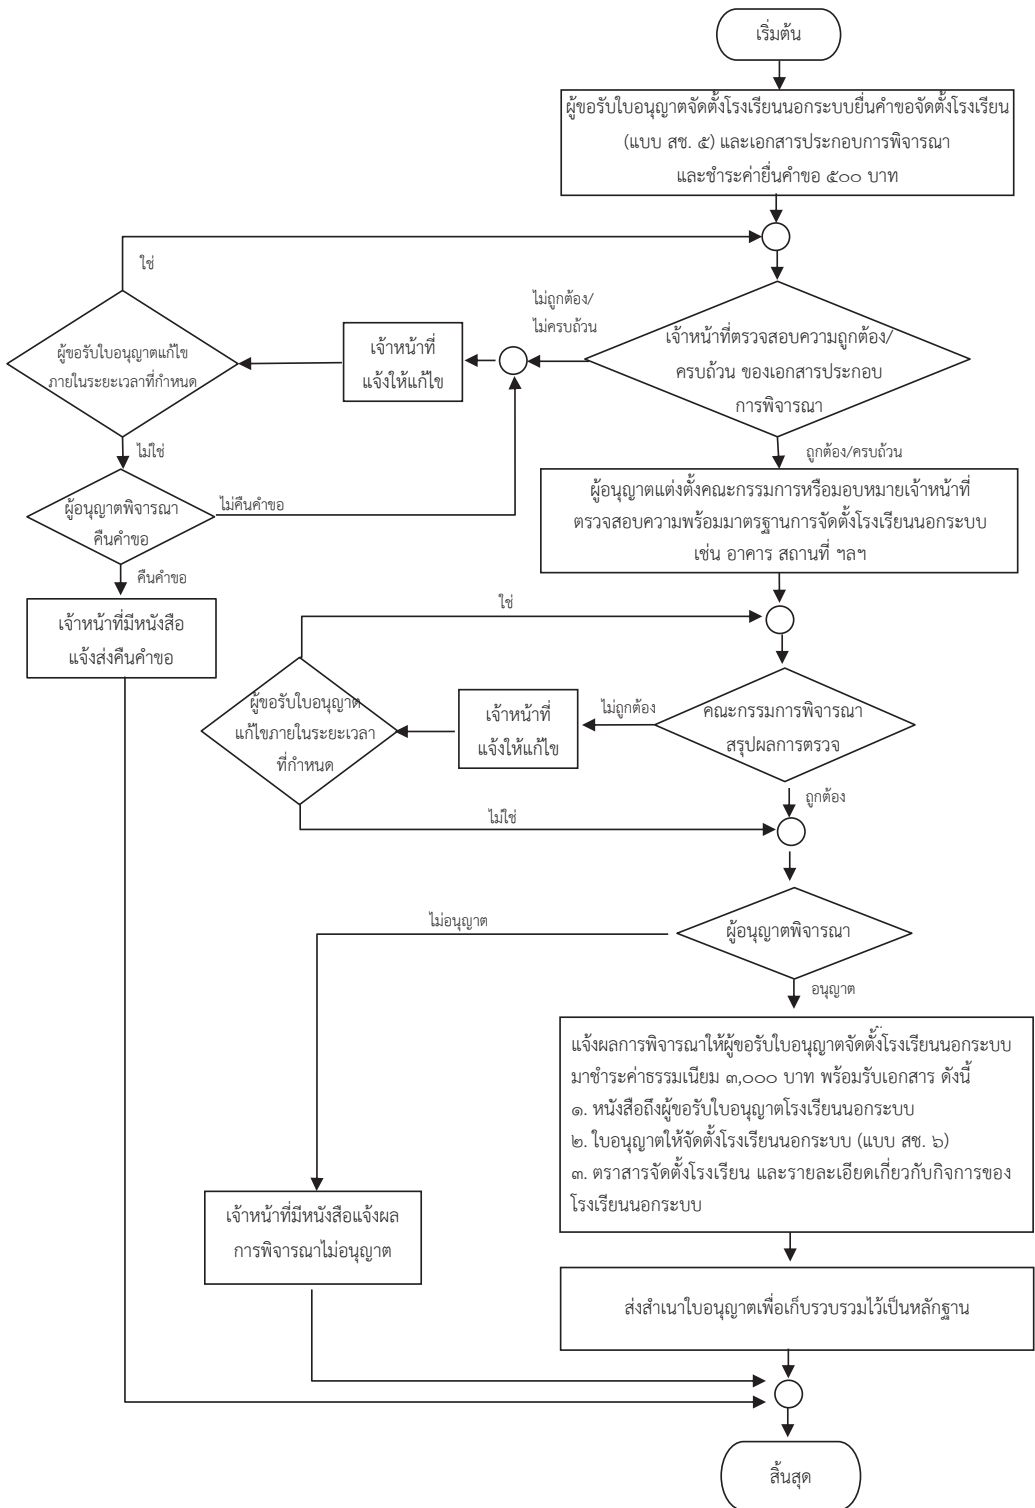 เริ่มต้น
ผู้ขอรับใบอนุญาตจัดตั้งโรงเรียนนอกระบบยื่นคำขอจัดตั้งโรงเรียน
(แบบ สช. ๕) และเอกสารประกอบการพิจารณา
และชำระค่ายื่นคำขอ ๕๐๐ บาท
ใช่
ไม่ถูกต้อง/
ไม่ครบถ้วน
เจ้าหน้าที่ตรวจสอบความถูกต้อง/
ครบถ้วน ของเอกสารประกอบ
การพิจารณา
เจ้าหน้าที่
แจ้งให้แก้ไข
ผู้ขอรับใบอนุญาตแก้ไข
ภายในระยะเวลาที่กำหนด
ไม่ใช่
ถูกต้อง/ครบถ้วน
ผู้อนุญาตพิจารณา
คืนคำขอ
ไม่คืนคำขอ
ผู้อนุญาตแต่งตั้งคณะกรรมการหรือมอบหมายเจ้าหน้าที่
ตรวจสอบความพร้อมมาตรฐานการจัดตั้งโรงเรียนนอกระบบ
เช่น อาคาร สถานที่ ฯลฯ
คืนคำขอ
เจ้าหน้าที่มีหนังสือ
แจ้งส่งคืนคำขอ
ใช่
ผู้ขอรับใบอนุญาต
แก้ไขภายในระยะเวลา
ที่กำหนด
เจ้าหน้าที่
แจ้งให้แก้ไข
ไม่ถูกต้อง
คณะกรรมการพิจารณา
สรุปผลการตรวจ
ถูกต้อง
ไม่ใช่
ไม่อนุญาต
ผู้อนุญาตพิจารณา
อนุญาต
แจ้งผลการพิจารณาให้ผู้ขอรับใบอนุญาตจัดตั้งโรงเรียนนอกระบบ
มาชำระค่าธรรมเนียม ๓,๐๐๐ บาท พร้อมรับเอกสาร ดังนี้
๑. หนังสือถึงผู้ขอรับใบอนุญาตโรงเรียนนอกระบบ
๒. ใบอนุญาตให้จัดตั้งโรงเรียนนอกระบบ (แบบ สช. ๖)
๓. ตราสารจัดตั้งโรงเรียน และรายละเอียดเกี่ยวกับกิจการของ
โรงเรียนนอกระบบ
เจ้าหน้าที่มีหนังสือแจ้งผล
การพิจารณาไม่อนุญาต
ส่งสำเนาใบอนุญาตเพื่อเก็บรวบรวมไว้เป็นหลักฐาน
สิ้นสุด